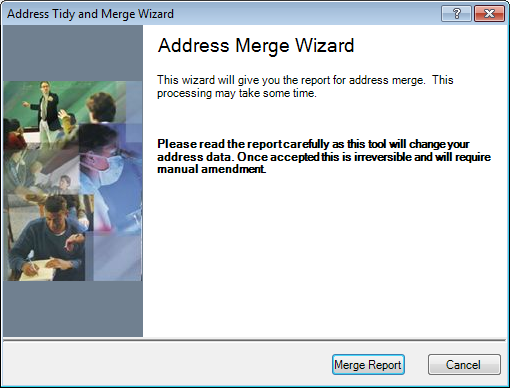 Address Tidy and Merge Wizard
?
Address Merge Wizard
This wizard will give you the report for address merge. This
processing may take some time.
Please read the report carefully as this tool will change your
address data. Once accepted this is irreversible and will require
manual amendment.
Merge Report
Cancel